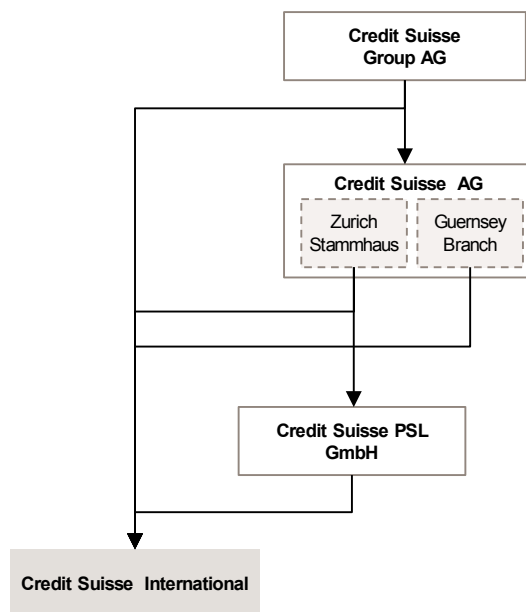 Credit Suisse
Group AG
Credit Suisse AG
Zurich
Stammhaus
Guernsey
Branch
Credit Suisse PSL
GmbH
Credit Suisse International